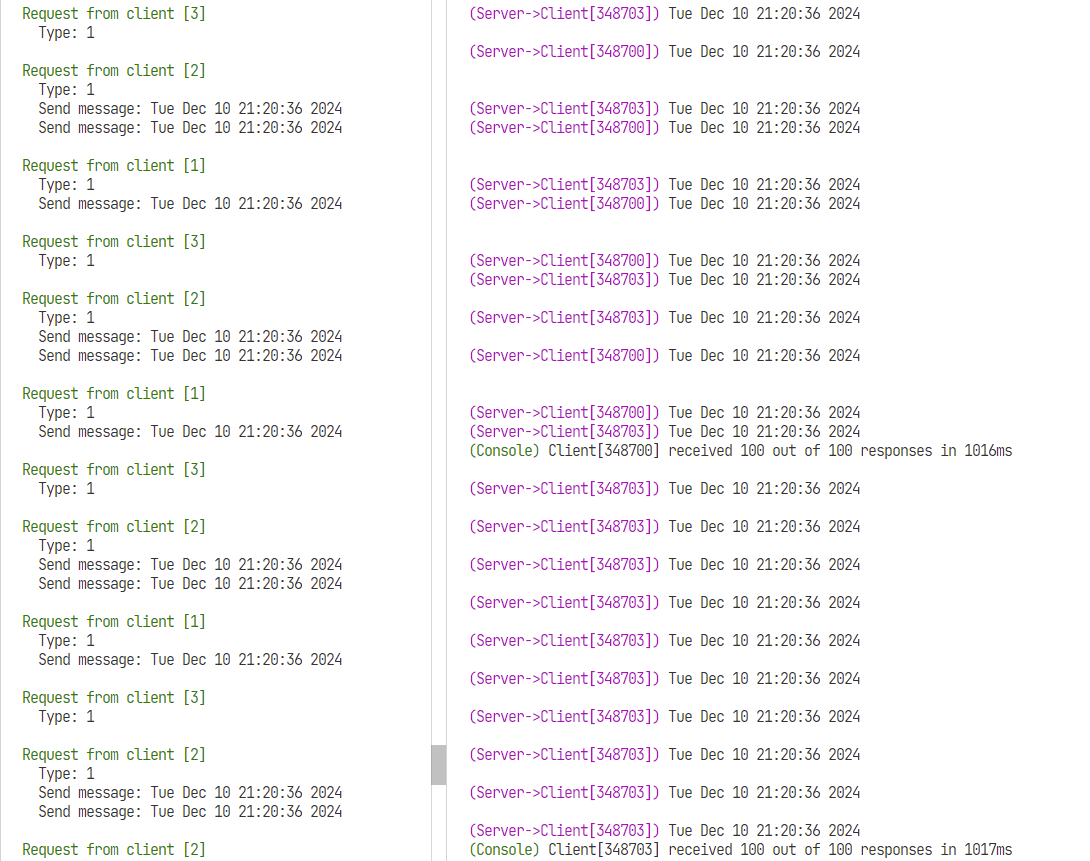 Request from client [3]
  Type: 1
Request from client [2]
  Type: 1
  Send message: Tue Dec 10 21:20:36 2024
  Send message: Tue Dec 10 21:20:36 2024
Request from client [1]
  Type: 1
  Send message: Tue Dec 10 21:20:36 2024
Request from client [3]
  Type: 1
Request from client [2]
  Type: 1
  Send message: Tue Dec 10 21:20:36 2024
  Send message: Tue Dec 10 21:20:36 2024
Request from client [1]
  Type: 1
  Send message: Tue Dec 10 21:20:36 2024
Request from client [3]
  Type: 1
Request from client [2]
  Type: 1
  Send message: Tue Dec 10 21:20:36 2024
  Send message: Tue Dec 10 21:20:36 2024
Request from client [1]
  Type: 1
  Send message: Tue Dec 10 21:20:36 2024
Request from client [3]
  Type: 1
Request from client [2]
  Type: 1
  Send message: Tue Dec 10 21:20:36 2024
  Send message: Tue Dec 10 21:20:36 2024
Request from client [2]
(Server->Client[348703]) Tue Dec 10 21:20:36 2024
(Server->Client[348700]) Tue Dec 10 21:20:36 2024
(Server->Client[348703]) Tue Dec 10 21:20:36 2024
(Server->Client[348700]) Tue Dec 10 21:20:36 2024
(Server->Client[348703]) Tue Dec 10 21:20:36 2024
(Server->Client[348700]) Tue Dec 10 21:20:36 2024
(Server->Client[348700]) Tue Dec 10 21:20:36 2024
(Server->Client[348703]) Tue Dec 10 21:20:36 2024
(Server->Client[348703]) Tue Dec 10 21:20:36 2024
(Server->Client[348700]) Tue Dec 10 21:20:36 2024
(Server->Client[348700]) Tue Dec 10 21:20:36 2024
(Server->Client[348703]) Tue Dec 10 21:20:36 2024
(Console) Client[348700] received 100 out of 100 responses in 1016ms
(Server->Client[348703]) Tue Dec 10 21:20:36 2024
(Server->Client[348703]) Tue Dec 10 21:20:36 2024
(Server->Client[348703]) Tue Dec 10 21:20:36 2024
(Server->Client[348703]) Tue Dec 10 21:20:36 2024
(Server->Client[348703]) Tue Dec 10 21:20:36 2024
(Server->Client[348703]) Tue Dec 10 21:20:36 2024
(Server->Client[348703]) Tue Dec 10 21:20:36 2024
(Server->Client[348703]) Tue Dec 10 21:20:36 2024
(Server->Client[348703]) Tue Dec 10 21:20:36 2024
(Server->Client[348703]) Tue Dec 10 21:20:36 2024
(Console) Client[348703] received 100 out of 100 responses in 1017ms